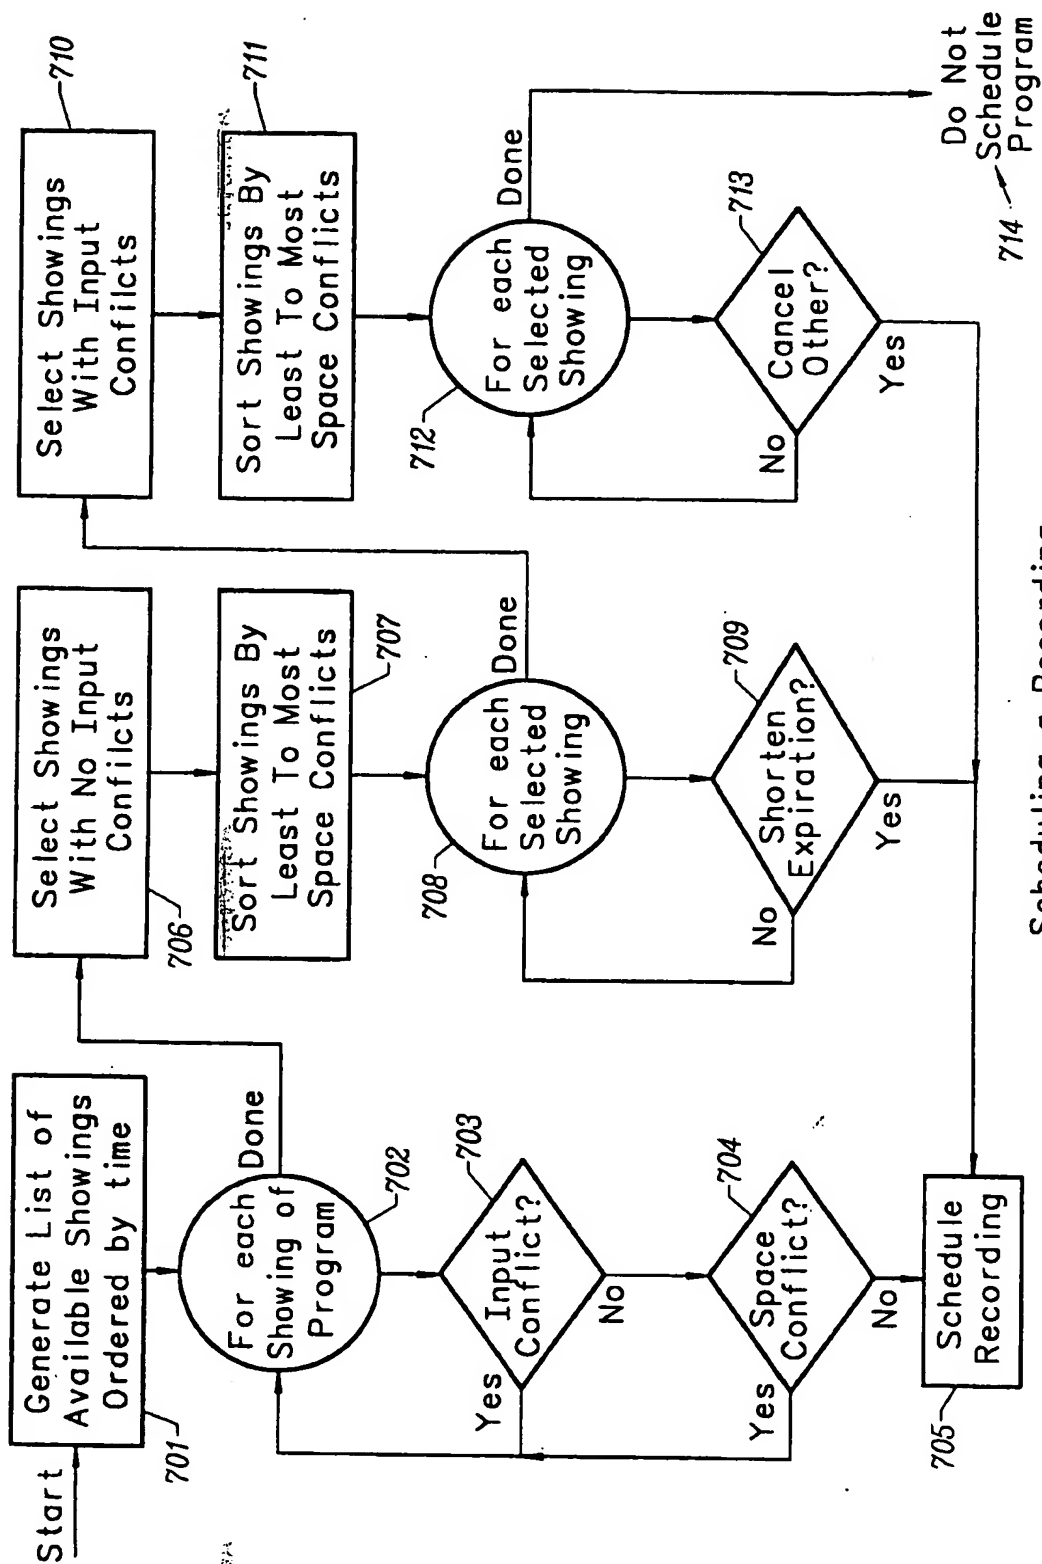 Start
Generate List of
Available Showings
Ordered by time
701
For each
Showing of
Program
Done
702
Input
Conflict?
703
Yes
No
Space
Conflict?
704
Yes
No
Schedule
Recording
705
Select Showings
With No Input
Confilcts
706
Sort Showings By
Least To Most
Space Conflicts
707
For each
Selected
Showing
Done
708
Shorten
Expiration?
709
No
Yes
Select Showings
With Input
Confilcts
710
Sort Showings By
Least To Most
Space Conflicts
711
For each
Selected
Showing
Done
712
Cancel
Other?
713
No
Yes
Do Not
Schedule
Program
714
Scheduling a Recording